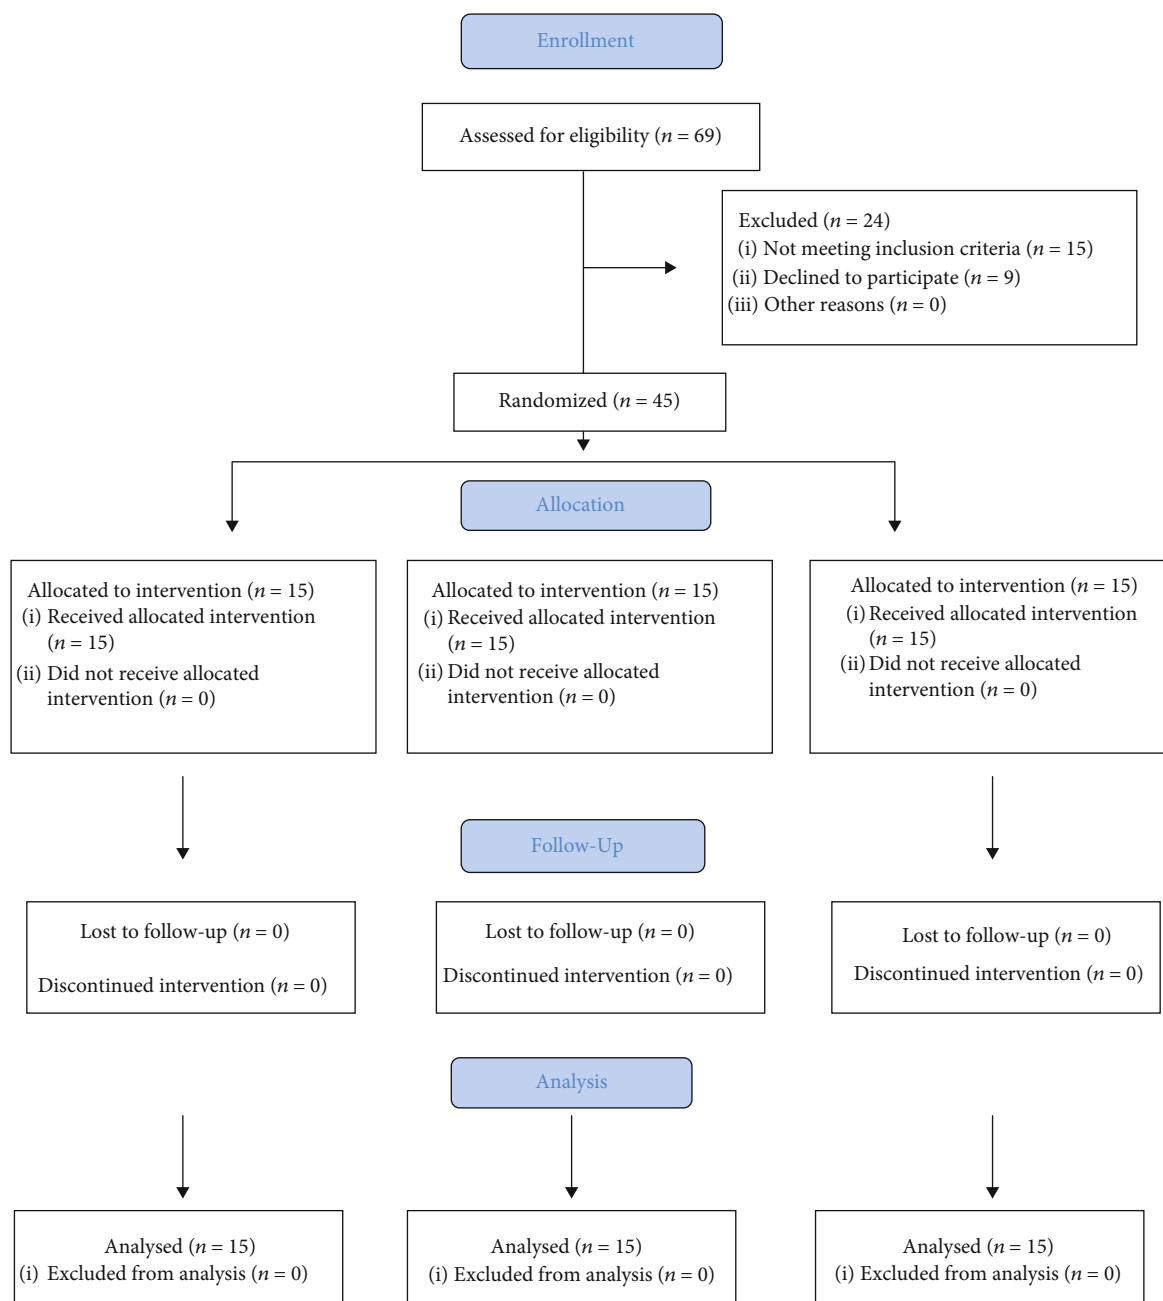 Enrollment
Assessed for eligibility (n = 69)
Excluded (n = 24)
(i) Not meeting inclusion criteria (n = 15)
(ii) Declined to participate (n = 9)
(iii) Other reasons (n = 0)
Randomized (n = 45)
Allocation
Allocated to intervention (n = 15)
(i) Received allocated intervention
(n = 15)
(ii) Did not receive allocated
intervention (n = 0)
Allocated to intervention (n = 15)
(i) Received allocated intervention
(n = 15)
(ii) Did not receive allocated
intervention (n = 0)
Allocated to intervention (n = 15)
(i) Received allocated intervention
(n = 15)
(ii) Did not receive allocated
intervention (n = 0)
Follow-Up
Lost to follow-up (n = 0)
Discontinued intervention (n = 0)
Lost to follow-up (n = 0)
Discontinued intervention (n = 0)
Lost to follow-up (n = 0)
Discontinued intervention (n = 0)
Analysis
Analysed (n = 15)
(i) Excluded from analysis (n = 0)
Analysed (n = 15)
(i) Excluded from analysis (n = 0)
Analysed (n = 15)
(i) Excluded from analysis (n = 0)